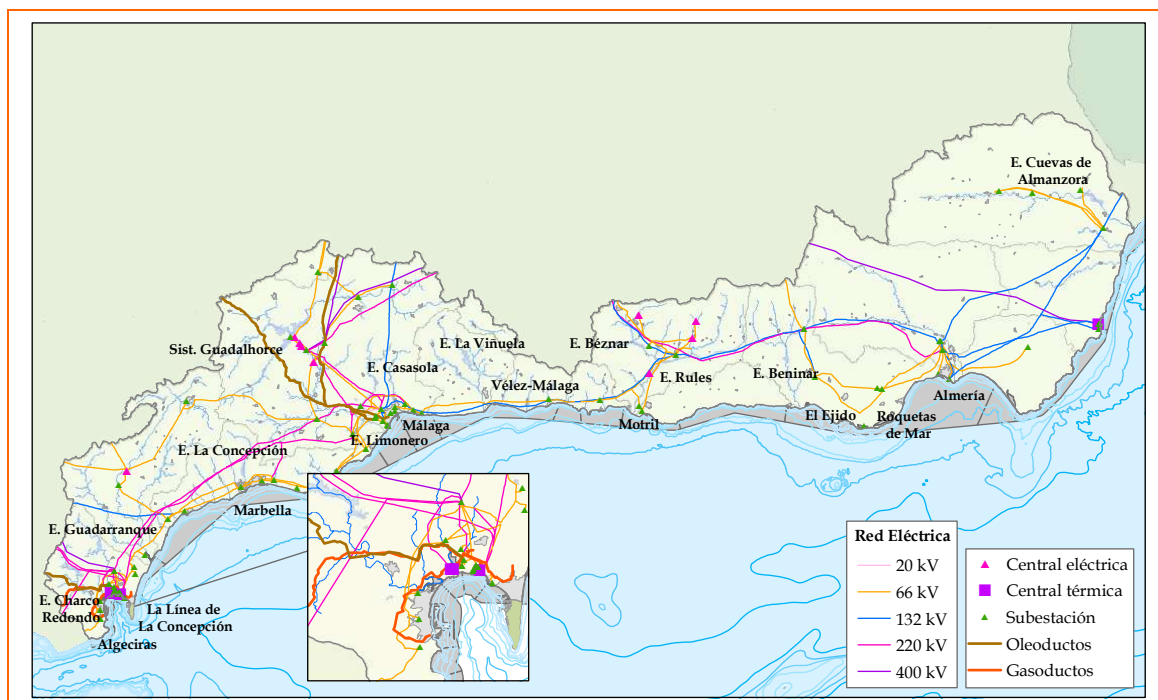 E. Cuevas de
Almanzora
Sist. Guadalhorce
E. La Viñuela
E. Béznar
E. Casasola
E. Rules
E. Beninar
Vélez-Málaga
Almería
Málaga
Motril
El Ejido
Roquetas
de Mar
E. Limonero
E. La Concepción
Marbella
E. Guadarranque
E. Charco
Redondo
La Línea de
La Concepción
Algeciras
Red Eléctrica
20 kV
66 kV
132 kV
220 kV
400 kV
Central eléctrica
Central térmica
Subestación
Oleoductos
Gasoductos